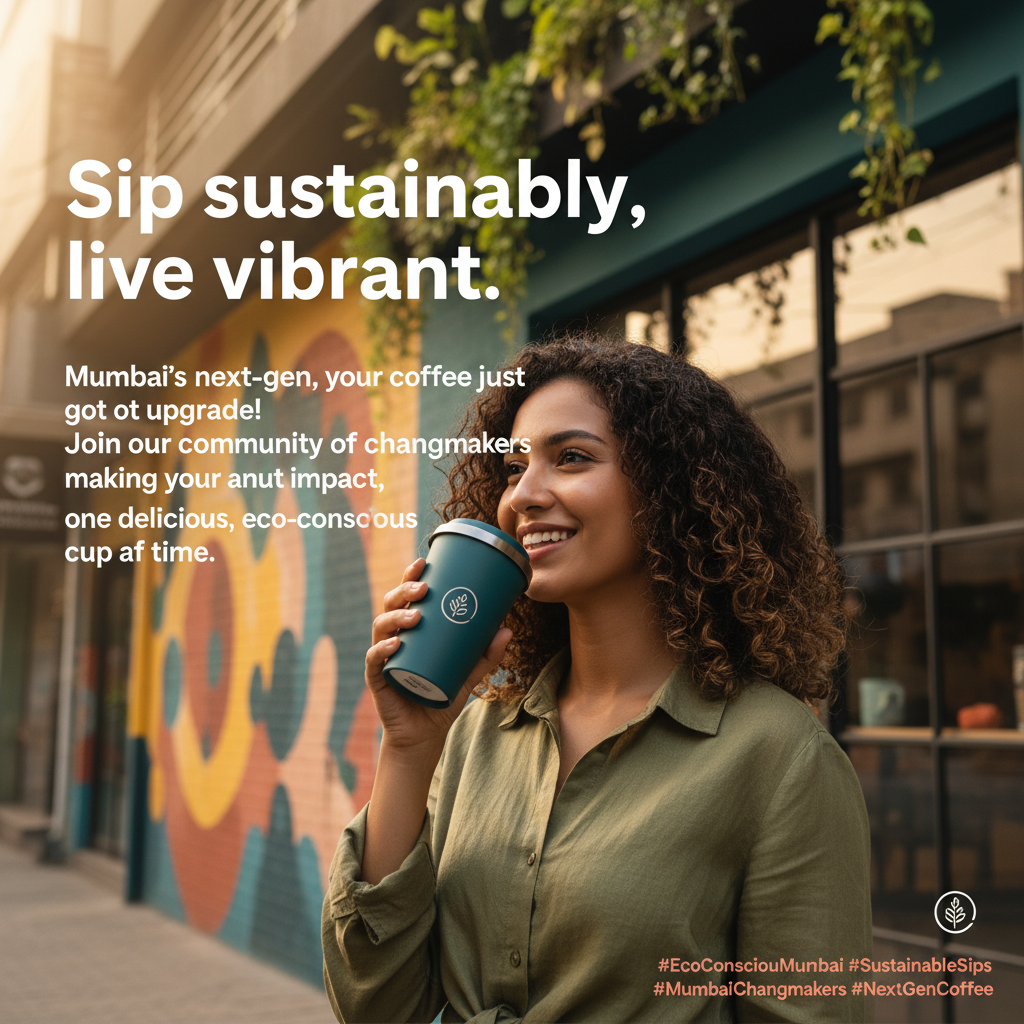 Sip sustainably,
live vibrant.
Mumbai's next-gen, your coffee just
got ot upgrade!
Join our community of changmakers
making your anut impact,
one delicious, eco-conscious
cup af time.
#EcoConsciouMunbai #SustainableSips
#MumbaiChangmakers #NextGenCoffee